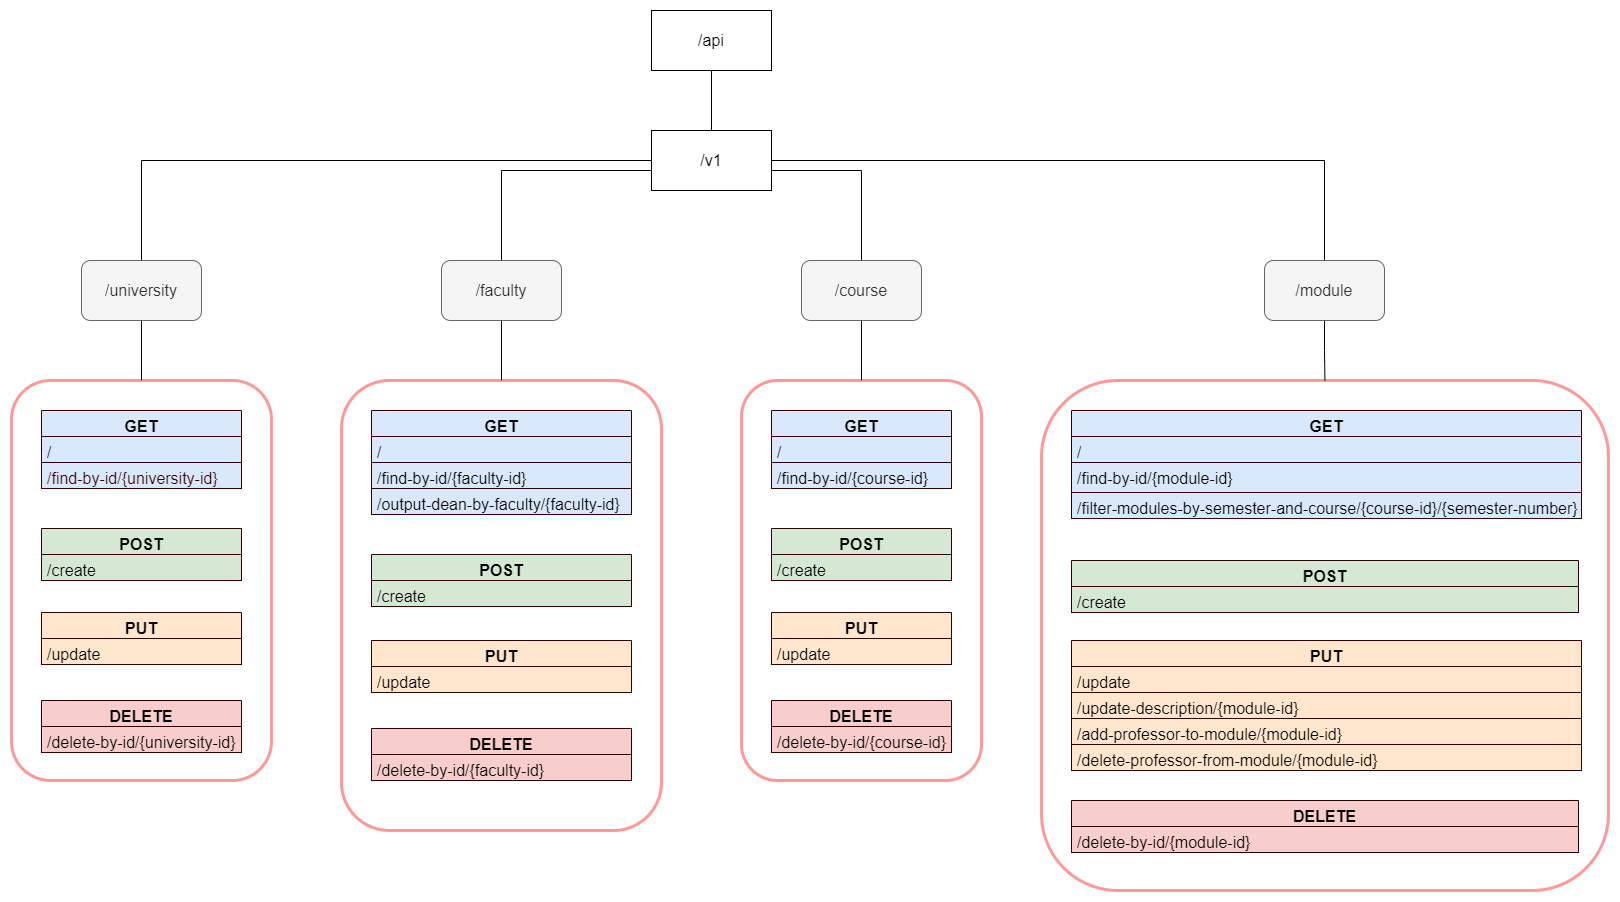 /api
/v1
/university
/faculty
/course
/module
GET
/
/find-by-id/{university-id}
POST
/create
PUT
/update
DELETE
/delete-by-id/{university-id}
GET
/
/find-by-id/{faculty-id}
/output-dean-by-faculty/{faculty-id}
POST
/create
PUT
/update
DELETE
/delete-by-id/{faculty-id}
GET
/
/find-by-id/{course-id}
POST
/create
PUT
/update
DELETE
/delete-by-id/{course-id}
GET
/
/find-by-id/{module-id}
/filter-modules-by-semester-and-course/{course-id}/{semester-number}
POST
/create
PUT
/update
/update-description/{module-id}
/add-professor-to-module/{module-id}
/delete-professor-from-module/{module-id}
DELETE
/delete-by-id/{module-id}